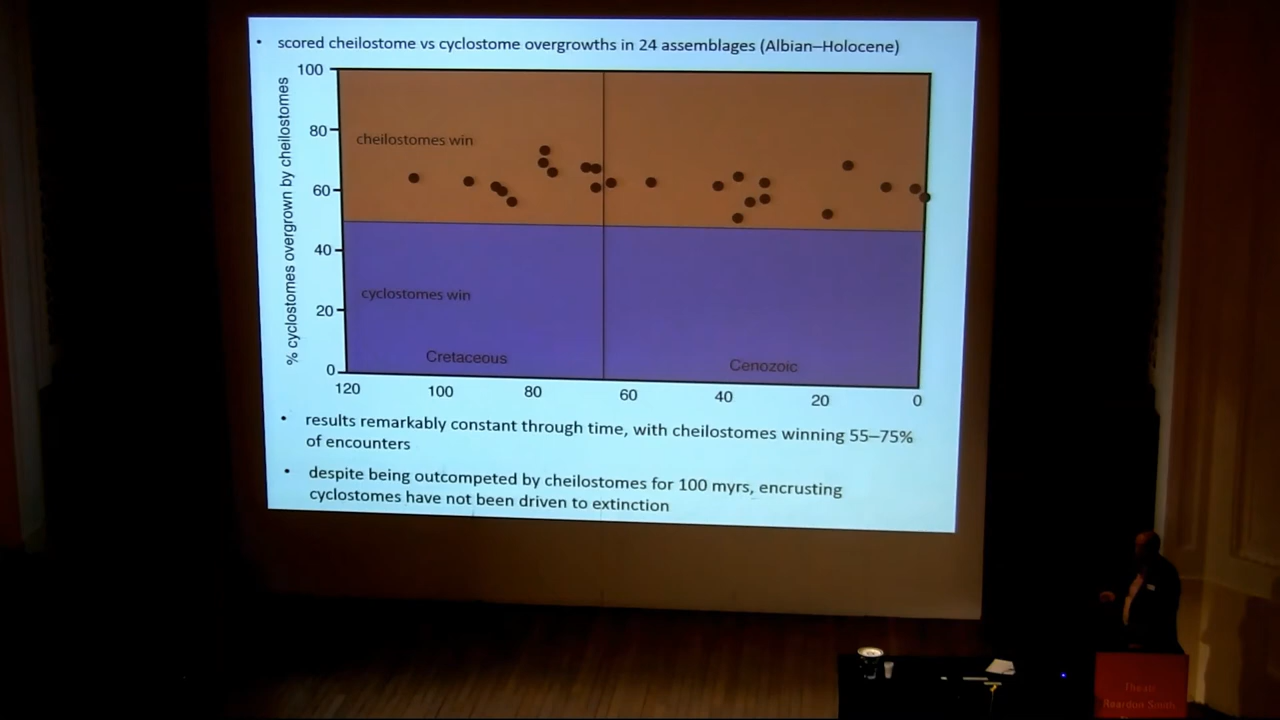 • scored cheilostome vs cyclostome overgrowths in 24 assemblages (Albian–Holocene)
% cyclostomes overgrown by cheilostomes
100
80
60
40
20
0
cheilostomes win
cyclostomes win
Cretaceous
Cenozoic
120 100 80 60 40 20 0
• results remarkably constant through time, with cheilostomes winning 55–75%
of encounters
• despite being outcompeted by cheilostomes for 100 myrs, encrusting
cyclostomes have not been driven to extinction
Reardon Smith